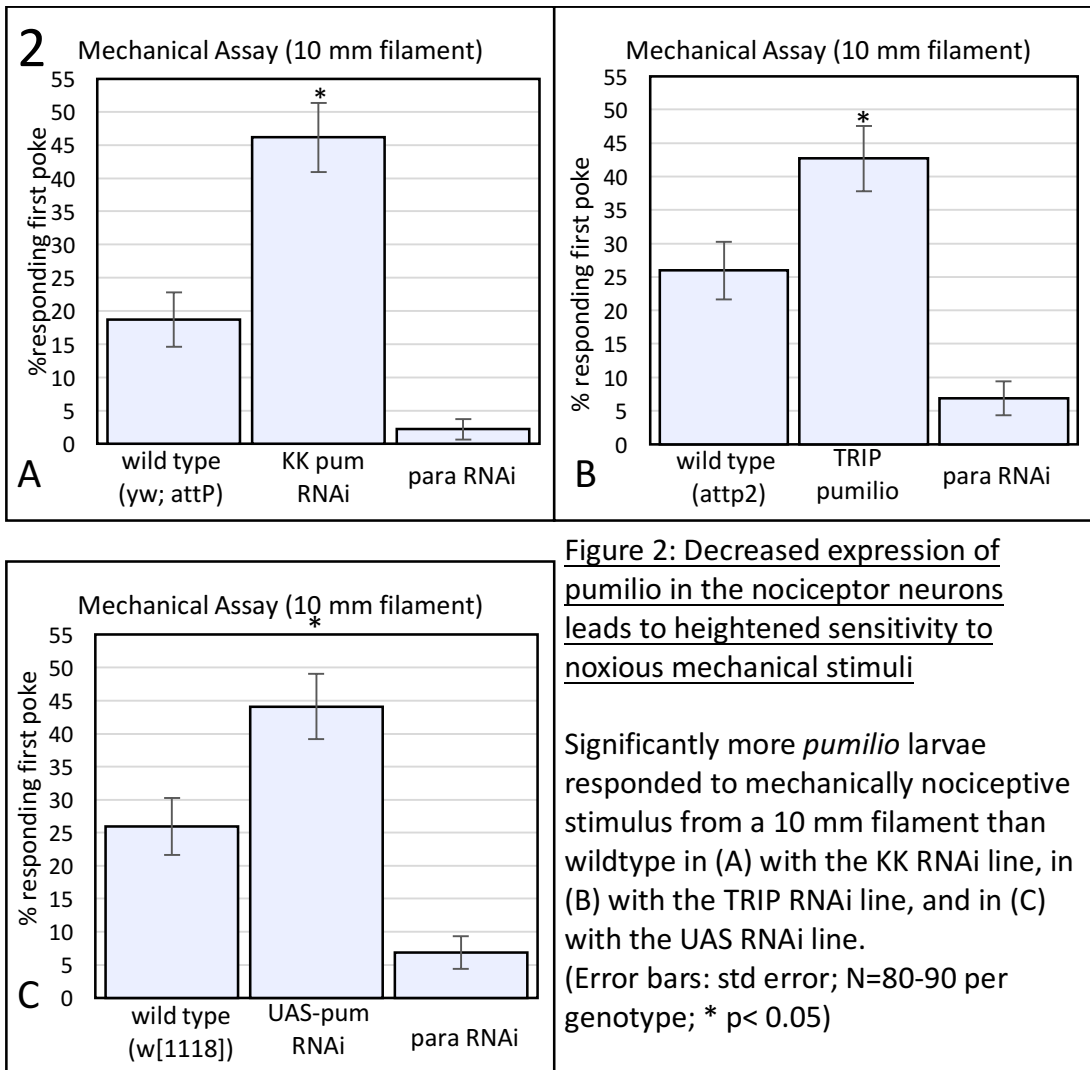 2
Mechanical Assay (10 mm filament)
%responding first poke
55
50
45
40
35
30
25
20
15
10
5
0
*
wild type
(yw; attP)
KK pum
RNAi
para RNAi
A
Mechanical Assay (10 mm filament)
% responding first poke
55
50
45
40
35
30
25
20
15
10
5
0
*
wild type
(attp2)
TRIP
pumilio
para RNAi
B
Mechanical Assay (10 mm filament)
% responding first poke
55
50
45
40
35
30
25
20
15
10
5
0
*
wild type
(w[1118])
UAS-pum
RNAi
para RNAi
C
Figure 2: Decreased expression of
pumilio in the nociceptor neurons
leads to heightened sensitivity to
noxious mechanical stimuli
Significantly more pumilio larvae
responded to mechanically nociceptive
stimulus from a 10 mm filament than
wildtype in (A) with the KK RNAi line, in
(B) with the TRIP RNAi line, and in (C)
with the UAS RNAi line.
(Error bars: std error; N=80-90 per
genotype; * p< 0.05)